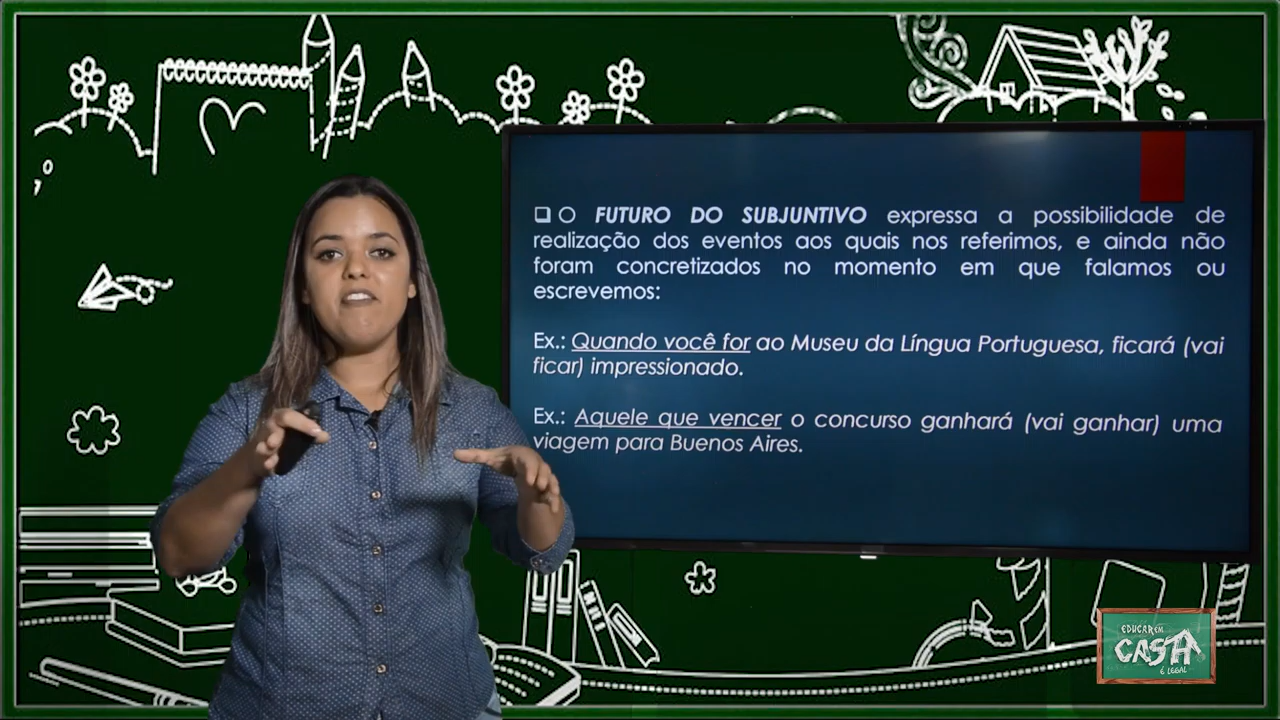 ❑ O FUTURO DO SUBJUNTIVO expressa a possibilidade de
realização dos eventos aos quais nos referimos, e ainda não
foram concretizados no momento em que falamos ou
escrevemos:
Ex.: Quando você for ao Museu da Língua Portuguesa, ficará (vai
ficar) impressionado.
Ex.: Aquele que vencer o concurso ganhará (vai ganhar) uma
viagem para Buenos Aires.
EDUCAR EM
CASA
É LEGAL